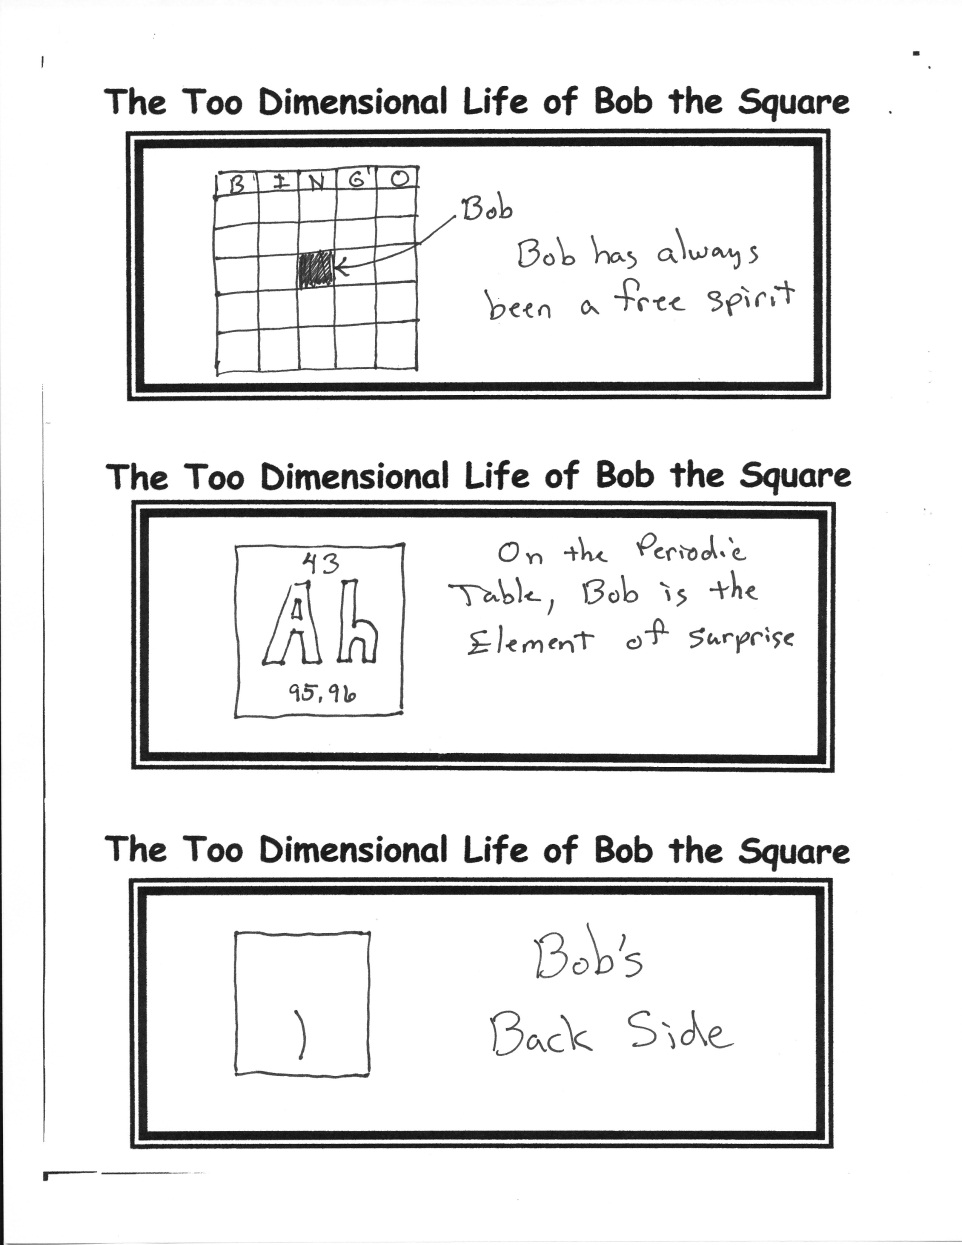 The Too Dimensional Life of Bob the Square
B I N G O
Bob
Bob has always
been a free spirit
The Too Dimensional Life of Bob the Square
43
Ah
95,96
On the Periodic
Table, Bob is the
Element of surprise
The Too Dimensional Life of Bob the Square
Bob's
Back Side